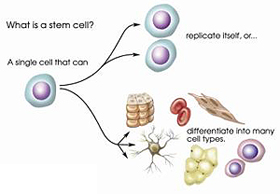 What is a stem cell?
replicate itself, or...
A single cell that can
differentiate into many
cell types.